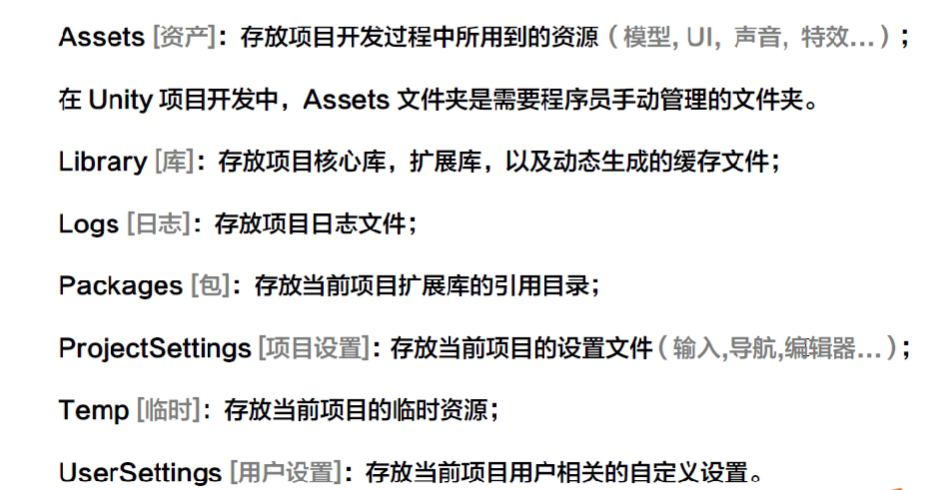 Assets [资产]：存放项目开发过程中所用到的资源（模型, UI，声音，特效...）；
在 Unity 项目开发中，Assets 文件夹是需要程序员手动管理的文件夹。
Library [库]：存放项目核心库，扩展库，以及动态生成的缓存文件；
Logs [日志]：存放项目日志文件；
Packages [包]：存放当前项目扩展库的引用目录；
ProjectSettings [项目设置]：存放当前项目的设置文件（输入,导航,编辑器...）；
Temp [临时]：存放当前项目的临时资源；
UserSettings [用户设置]：存放当前项目用户相关的自定义设置。